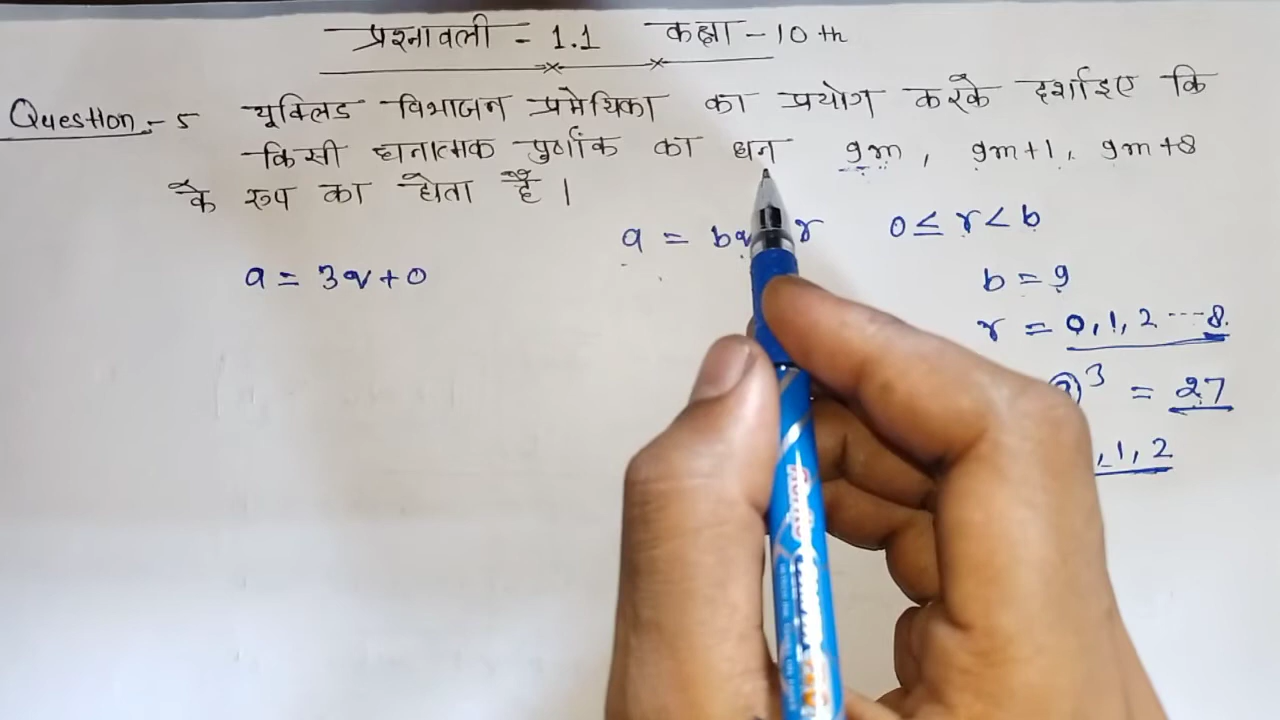 प्रश्नावली - 1.1 कक्षा - 10 th
Question :- 5 यूक्लिड विभाजन प्रमेयिका का प्रयोग करके दर्शाइए कि
किसी धनात्मक पुर्णांक का घन 9m, 9m+1, 9m+8
के रुप का होता है।
a = bq r 0 ≤ r < b
a = 3q + 0
b = 9
r = 0, 1, 2 ---- 8.
3 = 27
, 1, 2